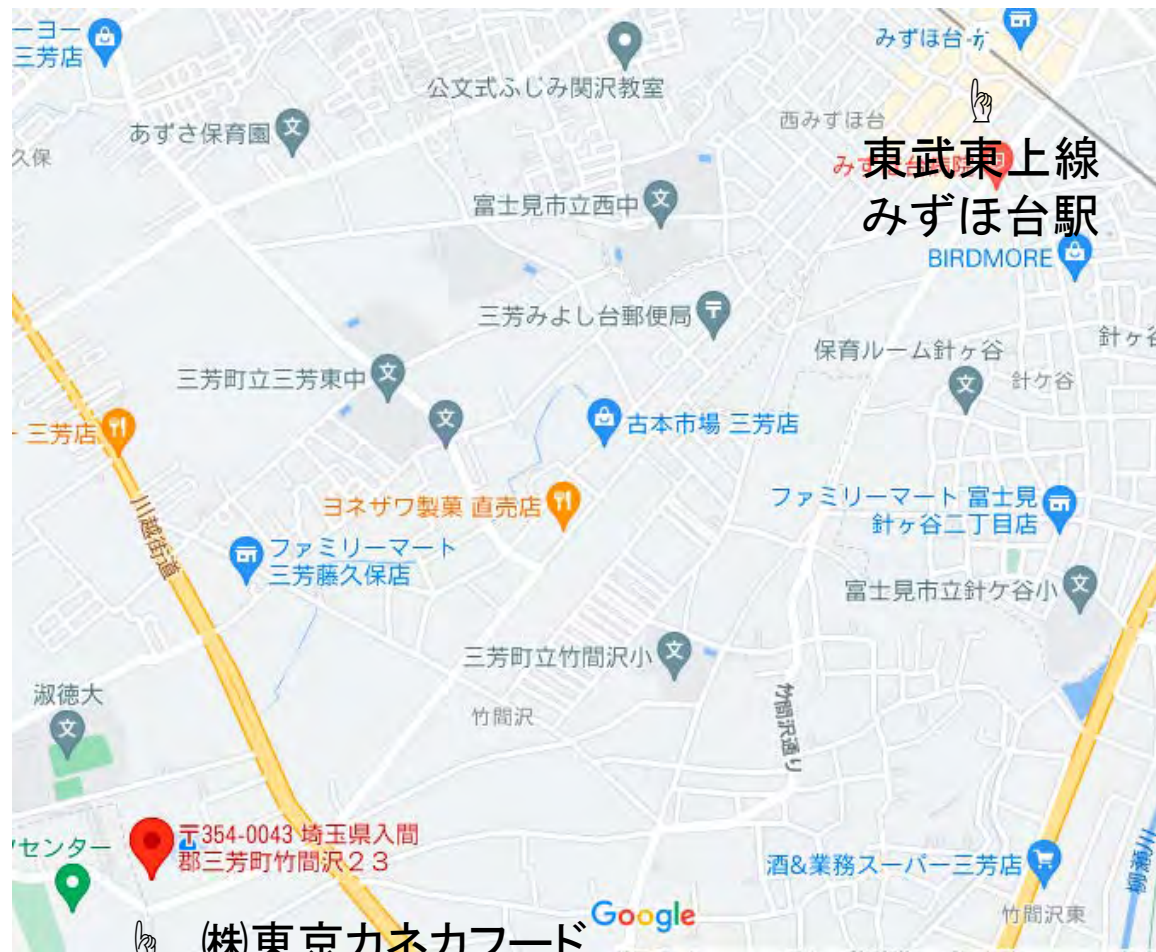 ーヨー
三芳店
みずほ台
公文式ふじみ関沢教室
西みずほ台
あずさ保育園
久保
東武東上線
みずほ台駅
富士見市立西中
BIRDMORE
三芳みよし台郵便局
保育ルーム針ヶ谷
針ヶ谷
針ケ谷
三芳町立三芳東中
三芳店
古本市場 三芳店
ヨネザワ製菓 直売店
ファミリーマート 富士見
針ヶ谷二丁目店
川越街道
ファミリーマート
三芳藤久保店
富士見市立針ケ谷小
三芳町立竹間沢小
淑徳大
竹間沢
竹間沢通り
〒354-0043 埼玉県入間
郡三芳町竹間沢23
センター
酒&業務スーパー三芳店
Google
竹間沢東
㈱東京カネカフード